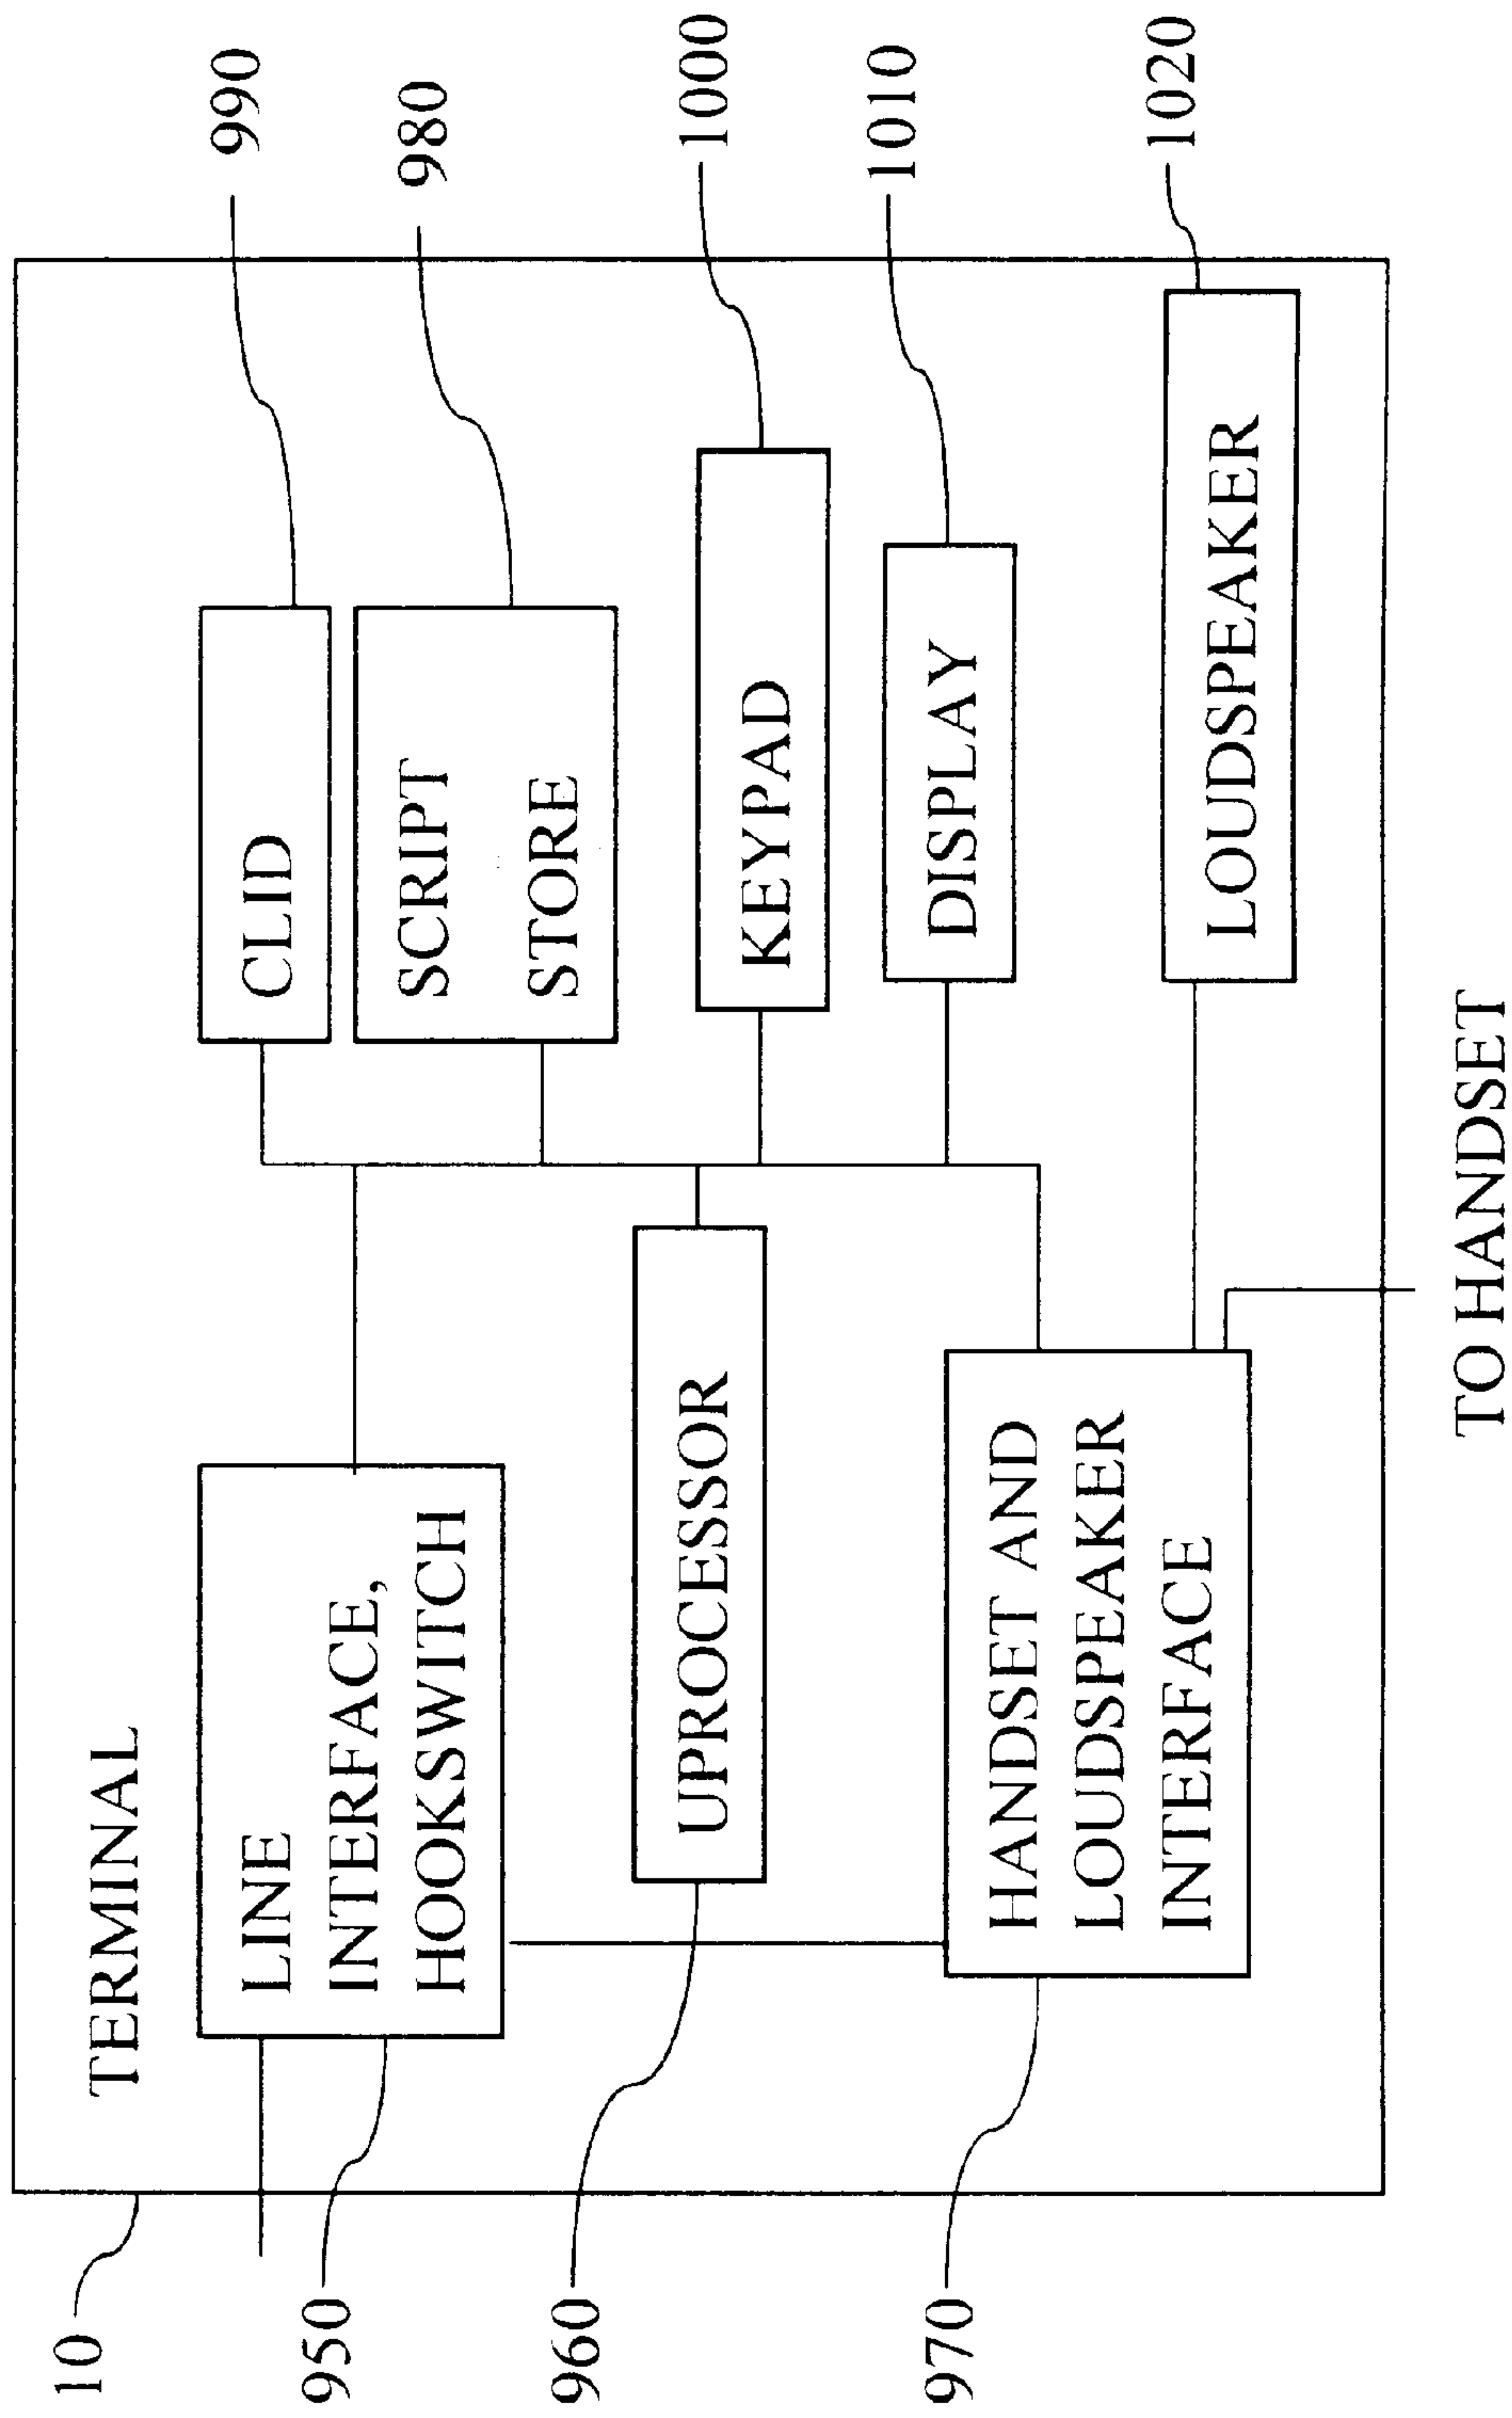 10
TERMINAL
950
LINE
INTERFACE,
HOOKSWITCH
960
UPROCESSOR
970
HANDSET AND
LOUDSPEAKER
INTERFACE
CLID
990
SCRIPT
STORE
980
KEYPAD
1000
DISPLAY
1010
LOUDSPEAKER
1020
TO HANDSET